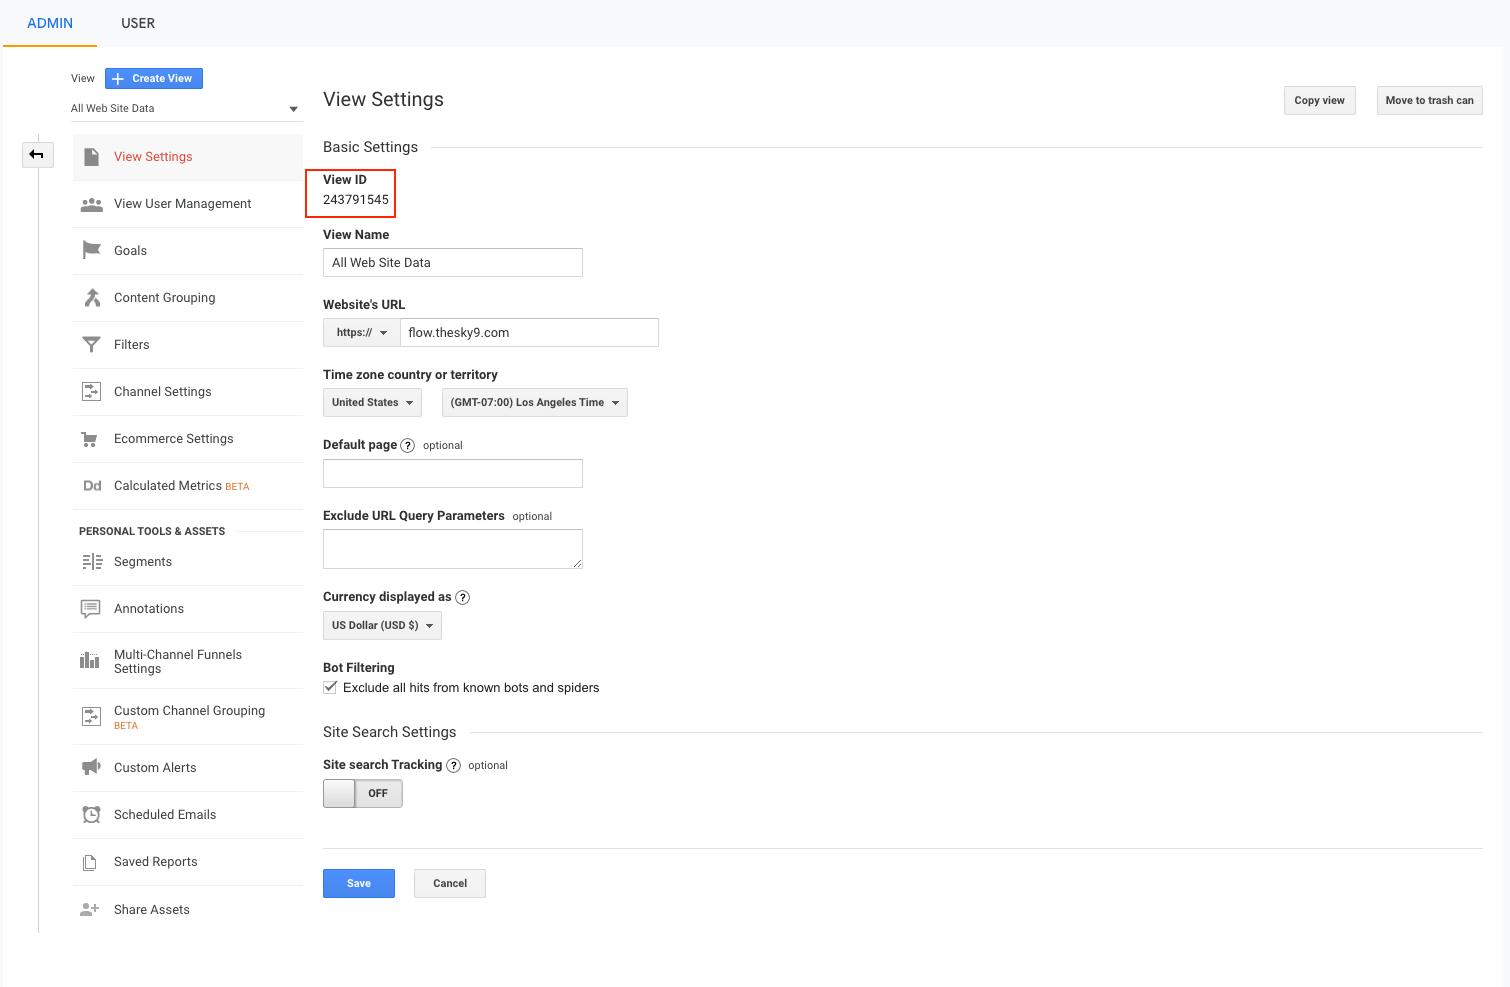 ADMIN
USER
View
Create View
All Web Site Data
View Settings
View User Management
Goals
Content Grouping
Filters
Channel Settings
Ecommerce Settings
Dd
Calculated Metrics BETA
PERSONAL TOOLS & ASSETS
Segments
Annotations
Multi-Channel Funnels
Settings
Custom Channel Grouping
BETA
Custom Alerts
Scheduled Emails
Saved Reports
Share Assets
View Settings
Copy view
Move to trash can
Basic Settings
View ID
243791545
View Name
All Web Site Data
Website's URL
https:// flow.thesky9.com
Time zone country or territory
United States (GMT-07:00) Los Angeles Time
Default page ? optional
Exclude URL Query Parameters optional
Currency displayed as ?
US Dollar (USD $)
Bot Filtering
Exclude all hits from known bots and spiders
Site Search Settings
Site search Tracking ? optional
OFF
Save
Cancel